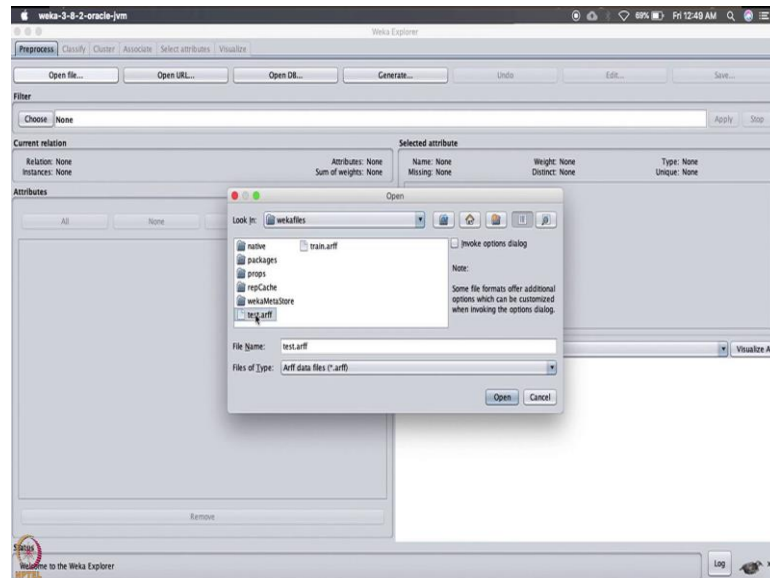 weka-3-8-2-oracle-jvm 69% Fri 12:49 AM
Weka Explorer
Preprocess Classify Cluster Associate Select attributes Visualize
Open file... Open URL... Open DB... Generate... Undo Edit... Save...
Filter
Choose None Apply Stop
Current relation
Relation: None Attributes: None
Instances: None Sum of weights: None
Selected attribute
Name: None Weight: None Type: None
Missing: None Distinct: None Unique: None
Attributes
All None
Open
Look In: wekafiles
native train.arff
packages
props
repCache
wekaMetaStore
test.arff
Invoke options dialog
Note:
Some file formats offer additional
options which can be customized
when invoking the options dialog.
File Name: test.arff
Files of Type: Arff data files (*.arff)
Open Cancel
Visualize A
Remove
Status
Welcome to the Weka Explorer
Log x
NPTEL